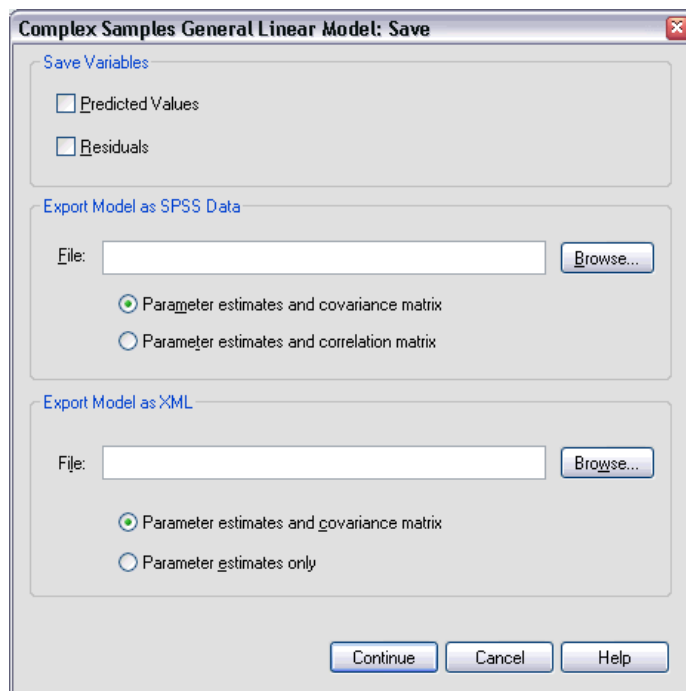 Complex Samples General Linear Model: Save
Save Variables
Predicted Values
Residuals
Export Model as SPSS Data
File:
Browse...
Parameter estimates and covariance matrix
Parameter estimates and correlation matrix
Export Model as XML
File:
Browse...
Parameter estimates and covariance matrix
Parameter estimates only
Continue
Cancel
Help